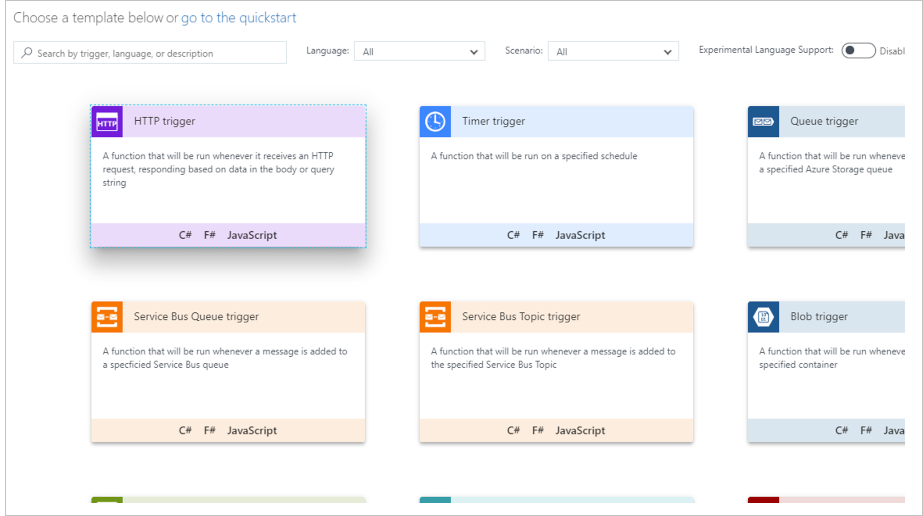 Choose a template below or go to the quickstart
Search by trigger, language, or description
Language: All
Scenario: All
Experimental Language Support: Disabl
HTTP
HTTP trigger
A function that will be run whenever it receives an HTTP
request, responding based on data in the body or query
string
C# F# JavaScript
Timer trigger
A function that will be run on a specified schedule
C# F# JavaScript
Queue trigger
A function that will be run wheneve
a specified Azure Storage queue
C# F# Java
Service Bus Queue trigger
A function that will be run whenever a message is added to
a specficied Service Bus queue
C# F# JavaScript
Service Bus Topic trigger
A function that will be run whenever a message is added to
the specified Service Bus Topic
C# F# JavaScript
Blob trigger
A function that will be run wheneve
specified container
C# F# Java